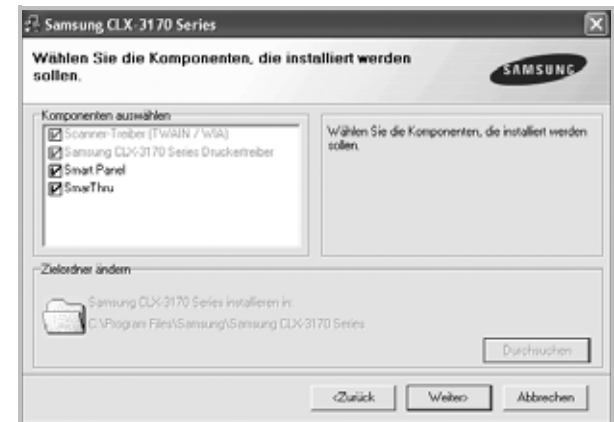 Samsung CLX-3170 Series
Wählen Sie die Komponenten, die installiert werden
sollen.
SAMSUNG
Komponenten auswählen
Scanner-Treiber (TWAIN / WIA)
Samsung CLX-3170 Series Druckertreiber
Smart Panel
SmarThru
Wählen Sie die Komponenten, die installiert werden
sollen.
Zielordner ändern
Samsung CLX-3170 Series installieren in:
C:\Program Files\Samsung\Samsung CLX-3170 Series
Durchsuchen
<Zurück
Weiter>
Abbrechen